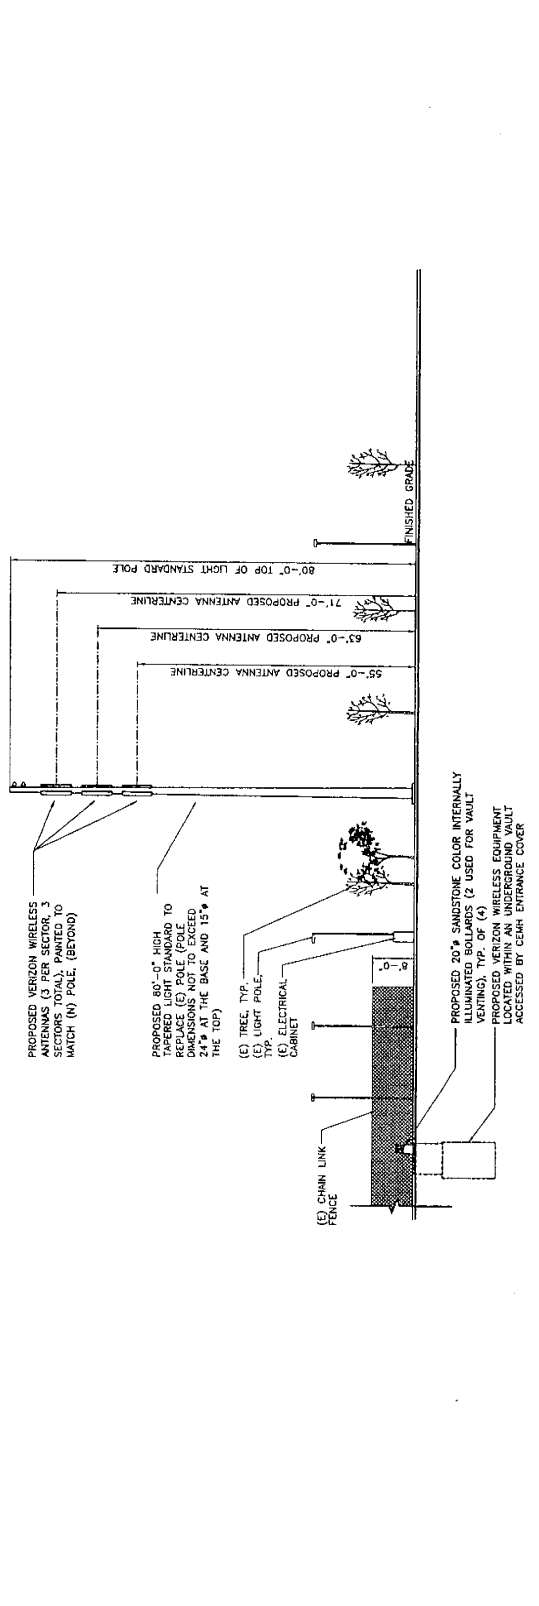 PROPOSED VERIZON WIRELESS
ANTENNAS (3 PER SECTOR, 3
SECTORS TOTAL), PAINTED TO
MATCH (N) POLE, (BEYOND)
PROPOSED 80'-0" HIGH
TAPERED LIGHT STANDARD TO
REPLACE (E) POLE (POLE
DIMENSIONS NOT TO EXCEED
24"ø AT THE BASE AND 15"ø AT
THE TOP)
(E) TREE, TYP.
(E) LIGHT POLE,
TYP.
(E) ELECTRICAL
CABINET
(E) CHAIN LINK
FENCE
8'-0"
55'-0" PROPOSED ANTENNA CENTERLINE
63'-0" PROPOSED ANTENNA CENTERLINE
71'-0" PROPOSED ANTENNA CENTERLINE
80'-0" TOP OF LIGHT STANDARD POLE
FINISHED GRADE
PROPOSED 20"ø SANDSTONE COLOR INTERNALLY
ILLUMINATED BOLLARDS (2 USED FOR VAULT
VENTING), TYP. OF (4)
PROPOSED VERIZON WIRELESS EQUIPMENT
LOCATED WITHIN AN UNDERGROUND VAULT
ACCESSED BY CEMH ENTRANCE COVER